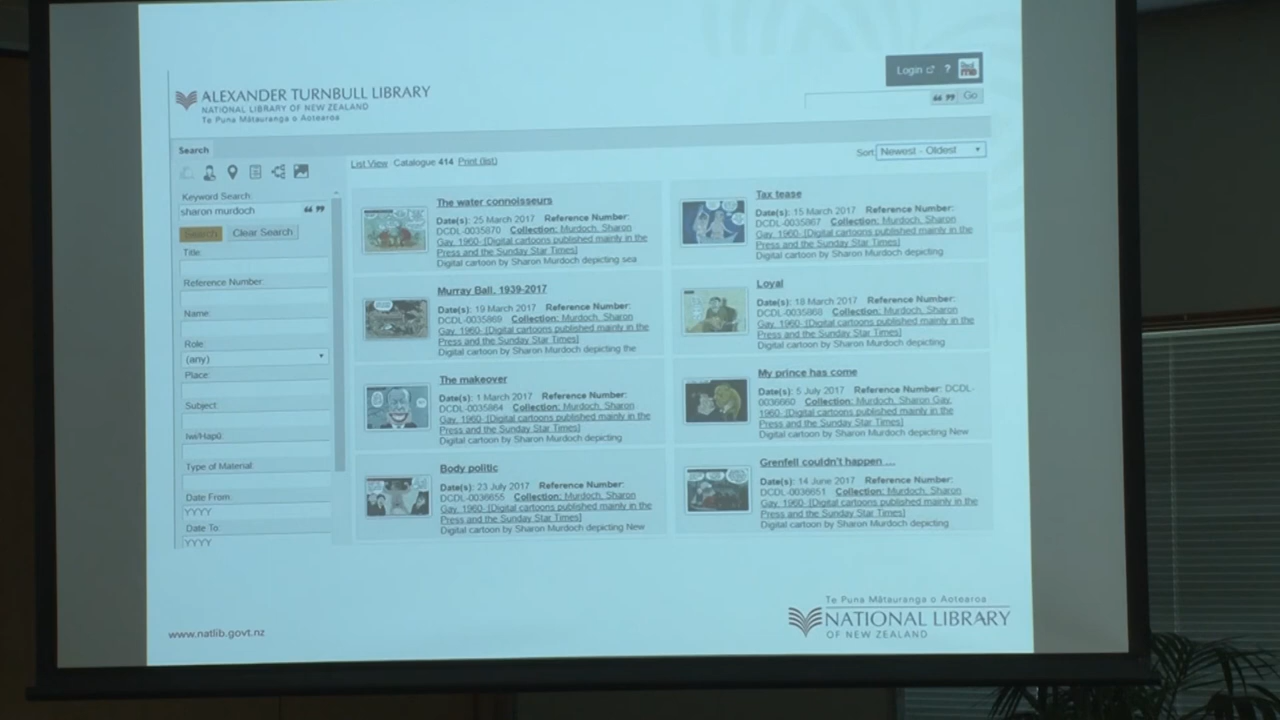 Login ?
ALEXANDER TURNBULL LIBRARY
NATIONAL LIBRARY OF NEW ZEALAND
Te Puna Mātauranga o Aotearoa
Go
Search
List View Catalogue 414 Print (list)
Sort Newest - Oldest
Keyword Search:
sharon murdoch
Search Clear Search
Title:
Reference Number:
Name:
Role:
(any)
Place:
Subject:
Iwi/Hapū:
Type of Material
Date From:
YYYY
Date To:
YYYY
The water connoisseurs
Date(s): 25 March 2017 Reference Number:
DCDL-0035870 Collection: Murdoch, Sharon
Gay, 1960- [Digital cartoons published mainly in the
Press and the Sunday Star Times]
Digital cartoon by Sharon Murdoch depicting sea
Tax tease
Date(s): 15 March 2017 Reference Number:
DCDL-0035867 Collection: Murdoch, Sharon
Gay, 1960- [Digital cartoons published mainly in the
Press and the Sunday Star Times]
Digital cartoon by Sharon Murdoch depicting
Murray Ball, 1939-2017
Date(s): 19 March 2017 Reference Number:
DCDL-0035869 Collection: Murdoch, Sharon
Gay, 1960- [Digital cartoons published mainly in the
Press and the Sunday Star Times]
Digital cartoon by Sharon Murdoch depicting the
Loyal
Date(s): 18 March 2017 Reference Number:
DCDL-0035868 Collection: Murdoch, Sharon
Gay, 1960- [Digital cartoons published mainly in the
Press and the Sunday Star Times]
Digital cartoon by Sharon Murdoch depicting
The makeover
Date(s): 1 March 2017 Reference Number:
DCDL-0035864 Collection: Murdoch, Sharon
Gay, 1960- [Digital cartoons published mainly in the
Press and the Sunday Star Times]
Digital cartoon by Sharon Murdoch depicting
My prince has come
Date(s): 5 July 2017 Reference Number: DCDL-
0036660 Collection: Murdoch, Sharon Gay,
1960- [Digital cartoons published mainly in the
Press and the Sunday Star Times]
Digital cartoon by Sharon Murdoch depicting New
Body politic
Date(s): 23 July 2017 Reference Number:
DCDL-0036655 Collection: Murdoch, Sharon
Gay, 1960- [Digital cartoons published mainly in the
Press and the Sunday Star Times]
Digital cartoon by Sharon Murdoch depicting New
Grenfell couldn't happen ...
Date(s): 14 June 2017 Reference Number:
DCDL-0036651 Collection: Murdoch, Sharon
Gay, 1960- [Digital cartoons published mainly in the
Press and the Sunday Star Times]
Digital cartoon by Sharon Murdoch depicting
www.natlib.govt.nz
Te Puna Mātauranga o Aotearoa
NATIONAL LIBRARY
OF NEW ZEALAND